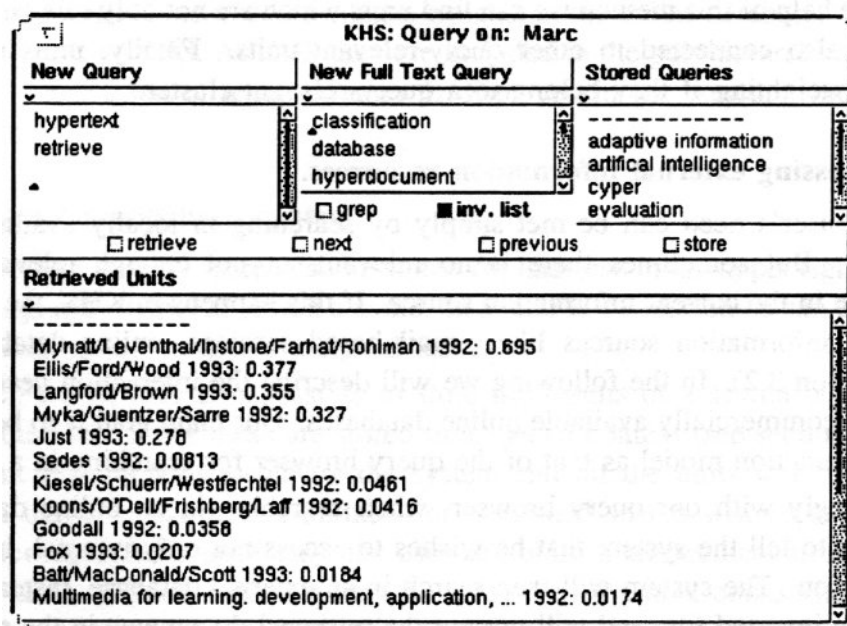 KHS: Query on: Marc
New Query
New Full Text Query
Stored Queries
hypertext
retrieve
classification
database
hyperdocument
grep
inv. list
- - - - - - - - - - - - - -
adaptive information
artifical intelligence
cyper
evaluation
retrieve
next
previous
store
Retrieved Units
- - - - - - - - - - - - - -
Mynatt/Leventhal/Instone/Farhat/Rohlman 1992: 0.695
Ellis/Ford/Wood 1993: 0.377
Langford/Brown 1993: 0.355
Myka/Guentzer/Sarre 1992: 0.327
Just 1993: 0.278
Sedes 1992: 0.0813
Kiesel/Schuerr/Westfechtel 1992: 0.0461
Koons/O'Dell/Frishberg/Laff 1992: 0.0416
Goodall 1992: 0.0356
Fox 1993: 0.0207
Hall/MacDonald/Scott 1993: 0.0184
Multimedia for learning. development, application, ... 1992: 0.0174